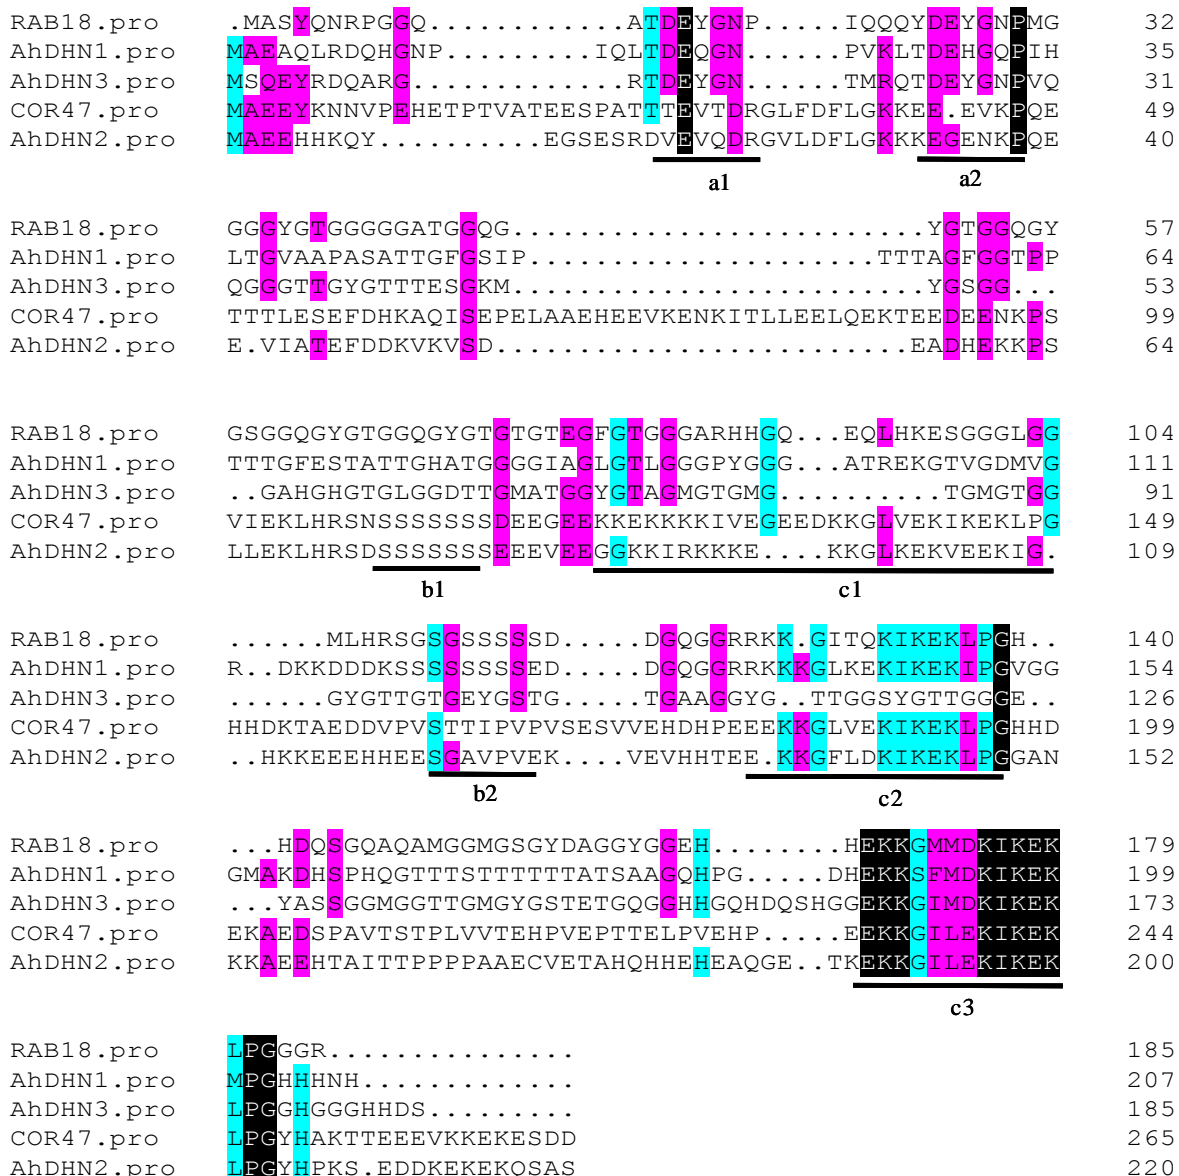 RAB18.pro .MASYQNRPGGQ............ATDEYGNP.....IQQQYDEYGNPMG 32
AhDHN1.pro MAEAQLRDQHGNP.........IQLTDEQGN......PVKLTDEHGQPIH 35
AhDHN3.pro MSQEYRDQARG.............RTDEYGN......TMRQTDEYGNPVQ 31
COR47.pro MAEEYKNNVPEHETPTVATEESPATTTEVTDRGLFDFLGKKEE.EVKPQE 49
AhDHN2.pro MAEEHHKQY..........EGSESRDVEVQDRGVLDFLGKKKEGENKPQE 40
a1 a2
RAB18.pro GGGYGTGGGGGATGGQG.........................YGTGGQGY 57
AhDHN1.pro LTGVAAPASATTGFGSIP.....................TTTAGFGGTPP 64
AhDHN3.pro QGGGTTGYGTTTESGKM.........................YGSGG... 53
COR47.pro TTTLESEFDHKAQISEPELAAEHEEVKENKITLLEELQEKTEEDEENKPS 99
AhDHN2.pro E.VIATEFDDKVKVSD.........................EADHEKKPS 64
RAB18.pro GSGGQGYGTGGQGYGTGTGTEGFGTGGGARHHGQ...EQLHKESGGGLGG 104
AhDHN1.pro TTTGFESTATTGHATGGGGIAGLGTLGGGPYGGG...ATREKGTVGDMVG 111
AhDHN3.pro ..GAHGHGTGLGGDTTGMATGGYGTAGMGTGMG..........TGMGTGG 91
COR47.pro VIEKLHRSNSSSSSSSDEEGEEKKEKKKKIVEGEEDKKGLVEKIKEKLPG 149
AhDHN2.pro LLEKLHRSDSSSSSSSEEEVEEGGKKIRKKKE....KKGLKEKVEEKIG. 109
b1 c1
RAB18.pro ......MLHRSGSGSSSSSD.....DGQGGRRKK.GITQKIKEKLPGH.. 140
AhDHN1.pro R..DKKDDDKSSSSSSSSED.....DGQGGRRKKKGLKEKIKEKIPGVGG 154
AhDHN3.pro ......GYGTTGTGEYGSTG.....TGAAGGYG..TTGGSYGTTGGGE.. 126
COR47.pro HHDKTAEDDVPVSTTIPVPVSESVVEHDHPEEEKKGLVEKIKEKLPGHHD 199
AhDHN2.pro ..HKKEEEHHEESGAVPVEK....VEVHHTEE.KKGFLDKIKEKLPGGAN 152
b2 c2
RAB18.pro ...HDQSGQAQAMGGMGSGYDAGGYGGEH........HEKKGMMDKIKEK 179
AhDHN1.pro GMAKDHSPHQGTTTSTTTTTTATSAAGQHPG.....DHEKKSFMDKIKEK 199
AhDHN3.pro ...YASSGGMGGTTGMGYGSTETGQGGHHGQHDQSHGGEKKGIMDKIKEK 173
COR47.pro EKAEDSPAVTSTPLVVTEHPVEPTTELPVEHP.....EEKKGILEKIKEK 244
AhDHN2.pro KKAEEHTAITTPPPPAAECVETAHQHHEHEAQGE..TKEKKGILEKIKEK 200
c3
RAB18.pro LPGGGR............... 185
AhDHN1.pro MPGHHHNH............. 207
AhDHN3.pro LPGGHGGGHHDS......... 185
COR47.pro LPGYHAKTTEEEVKKEKESDD 265
AhDHN2.pro LPGYHPKS.EDDKEKEKQSAS 220